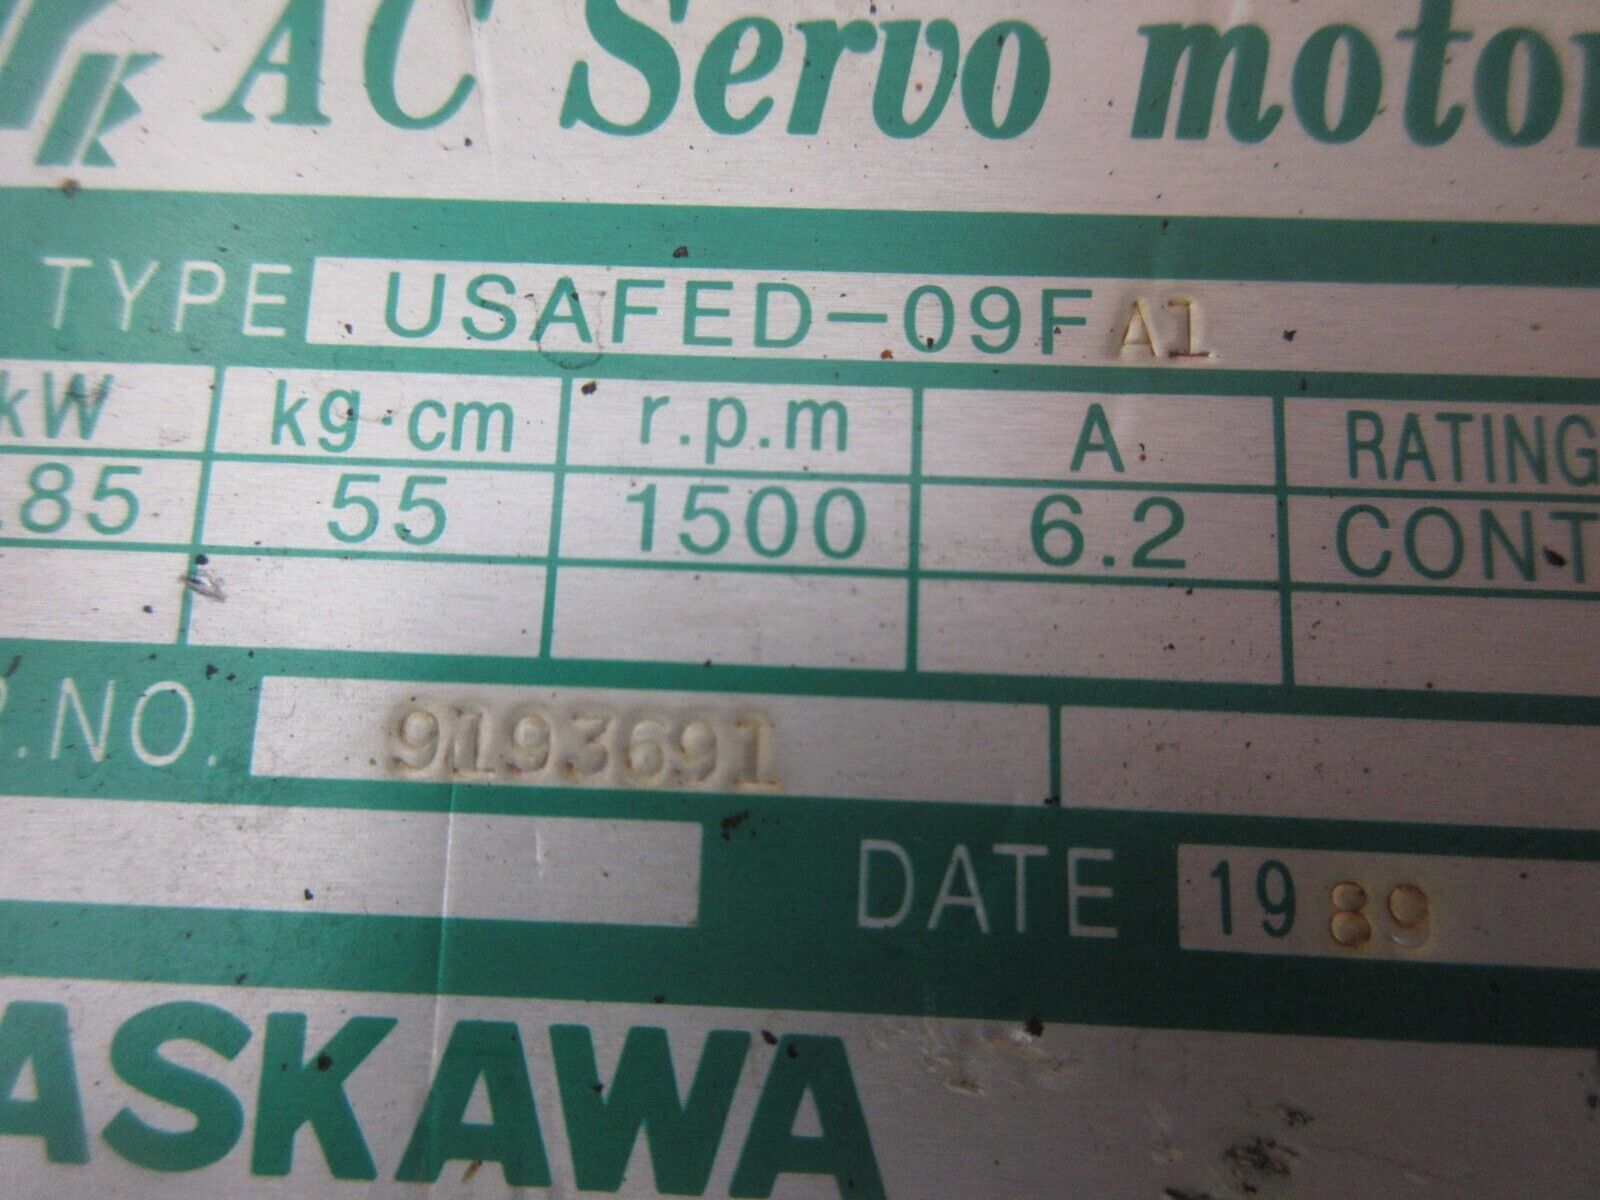 AC Servo motor
TYPE USAFED-09FA1
kW kg·cm r.p.m A RATING
.85 55 1500 6.2 CONT
.NO. 9193691
DATE 1989
ASKAWA